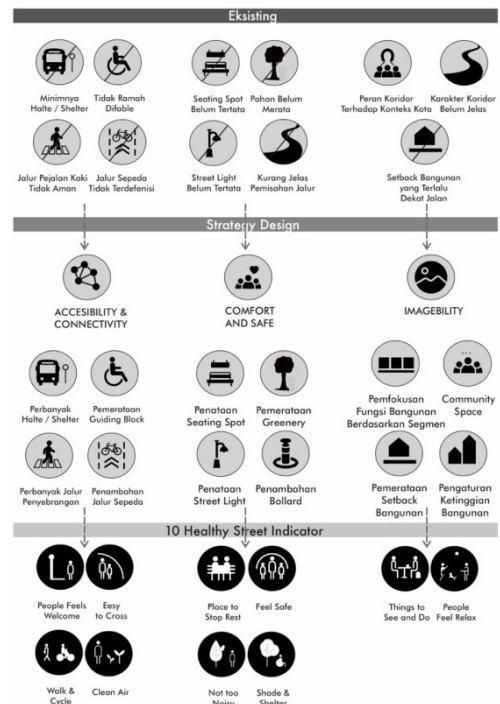 Eksisting
Minimnya
Halte / Shelter
Tidak Ramah
Difable
Seating Spot
Belum Tertata
Pohon Belum
Merata
Peran Koridor
Terhadap Konteks Kota
Karakter Koridor
Belum Jelas
Jalur Pejalan Kaki
Tidak Aman
Jalur Sepeda
Tidak Terdefenisi
Street Light
Belum Tertata
Kurang Jelas
Pemisahan Jalur
Setback Bangunan
yang Terlalu
Dekat Jalan
Strategy Design
ACCESIBILITY &
CONNECTIVITY
COMFORT
AND SAFE
IMAGEBILITY
Perbanyak
Halte / Shelter
Pemerataan
Guiding Block
Penataan
Seating Spot
Pemerataan
Greenery
Pemfokusan
Fungsi Bangunan
Berdasarkan Segmen
Community
Space
Perbanyak Jalur
Penyebrangan
Penambahan
Jalur Sepeda
Penataan
Street Light
Penambahan
Bollard
Pemerataan
Setback
Bangunan
Pengaturan
Ketinggian
Bangunan
10 Healthy Street Indicator
People Feels
Welcome
Easy
to Cross
Place to
Stop Rest
Feel Safe
Things to
See and Do
People
Feel Relax
Walk &
Cycle
Clean Air
Not too
Noisy
Shade &
Shelter